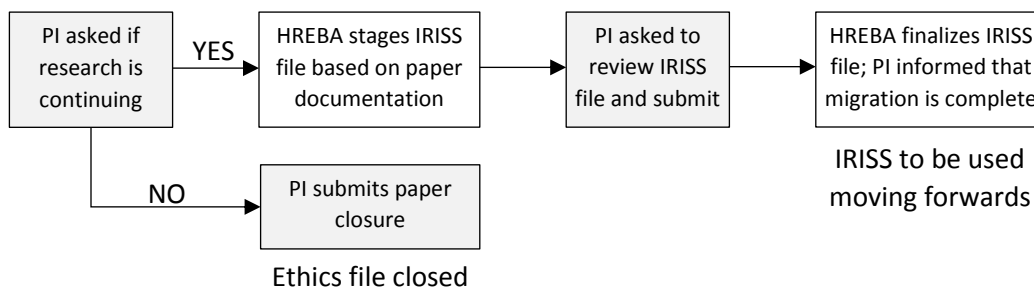 PI asked if
research is
continuing
YES
HREBA stages IRISS
file based on paper
documentation
PI asked to
review IRISS
file and submit
HREBA finalizes IRISS
file; PI informed that
migration is complete
IRISS to be used
moving forwards
NO
PI submits paper
closure
Ethics file closed